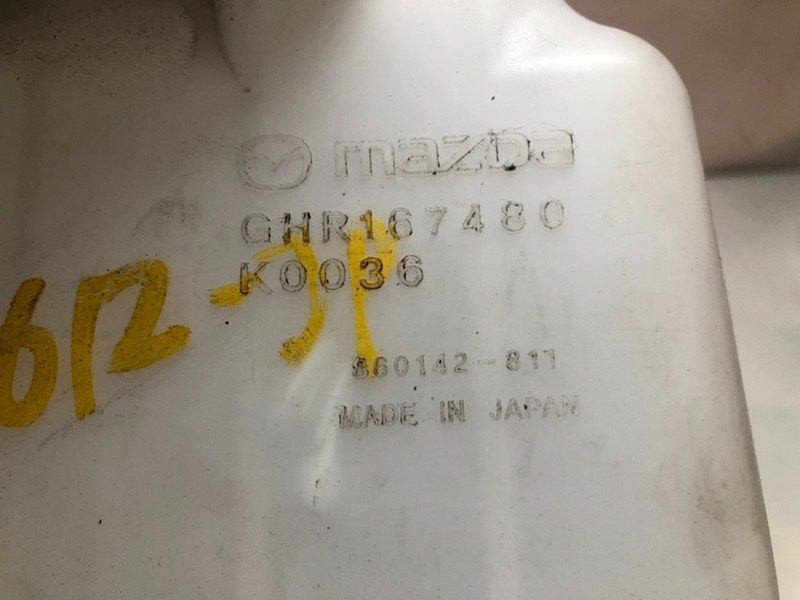 mazda
GHR167480
K0036
860142-811
MADE IN JAPAN